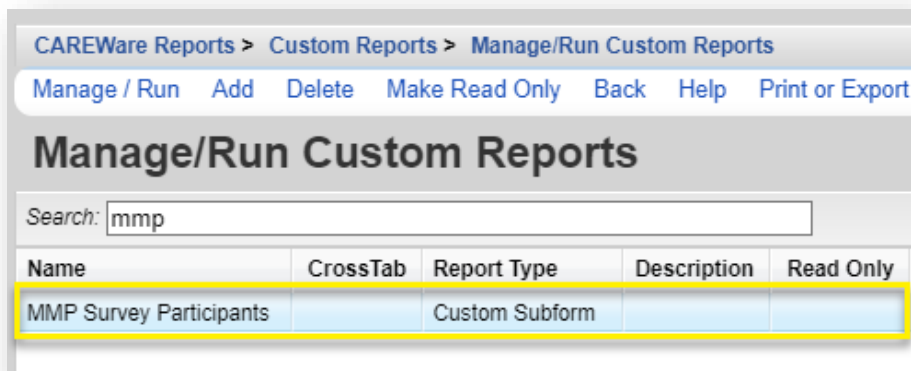 CAREWare Reports > Custom Reports > Manage/Run Custom Reports
Manage / Run Add Delete Make Read Only Back Help Print or Export
Manage/Run Custom Reports
Search: mmp
Name CrossTab Report Type Description Read Only
MMP Survey Participants Custom Subform